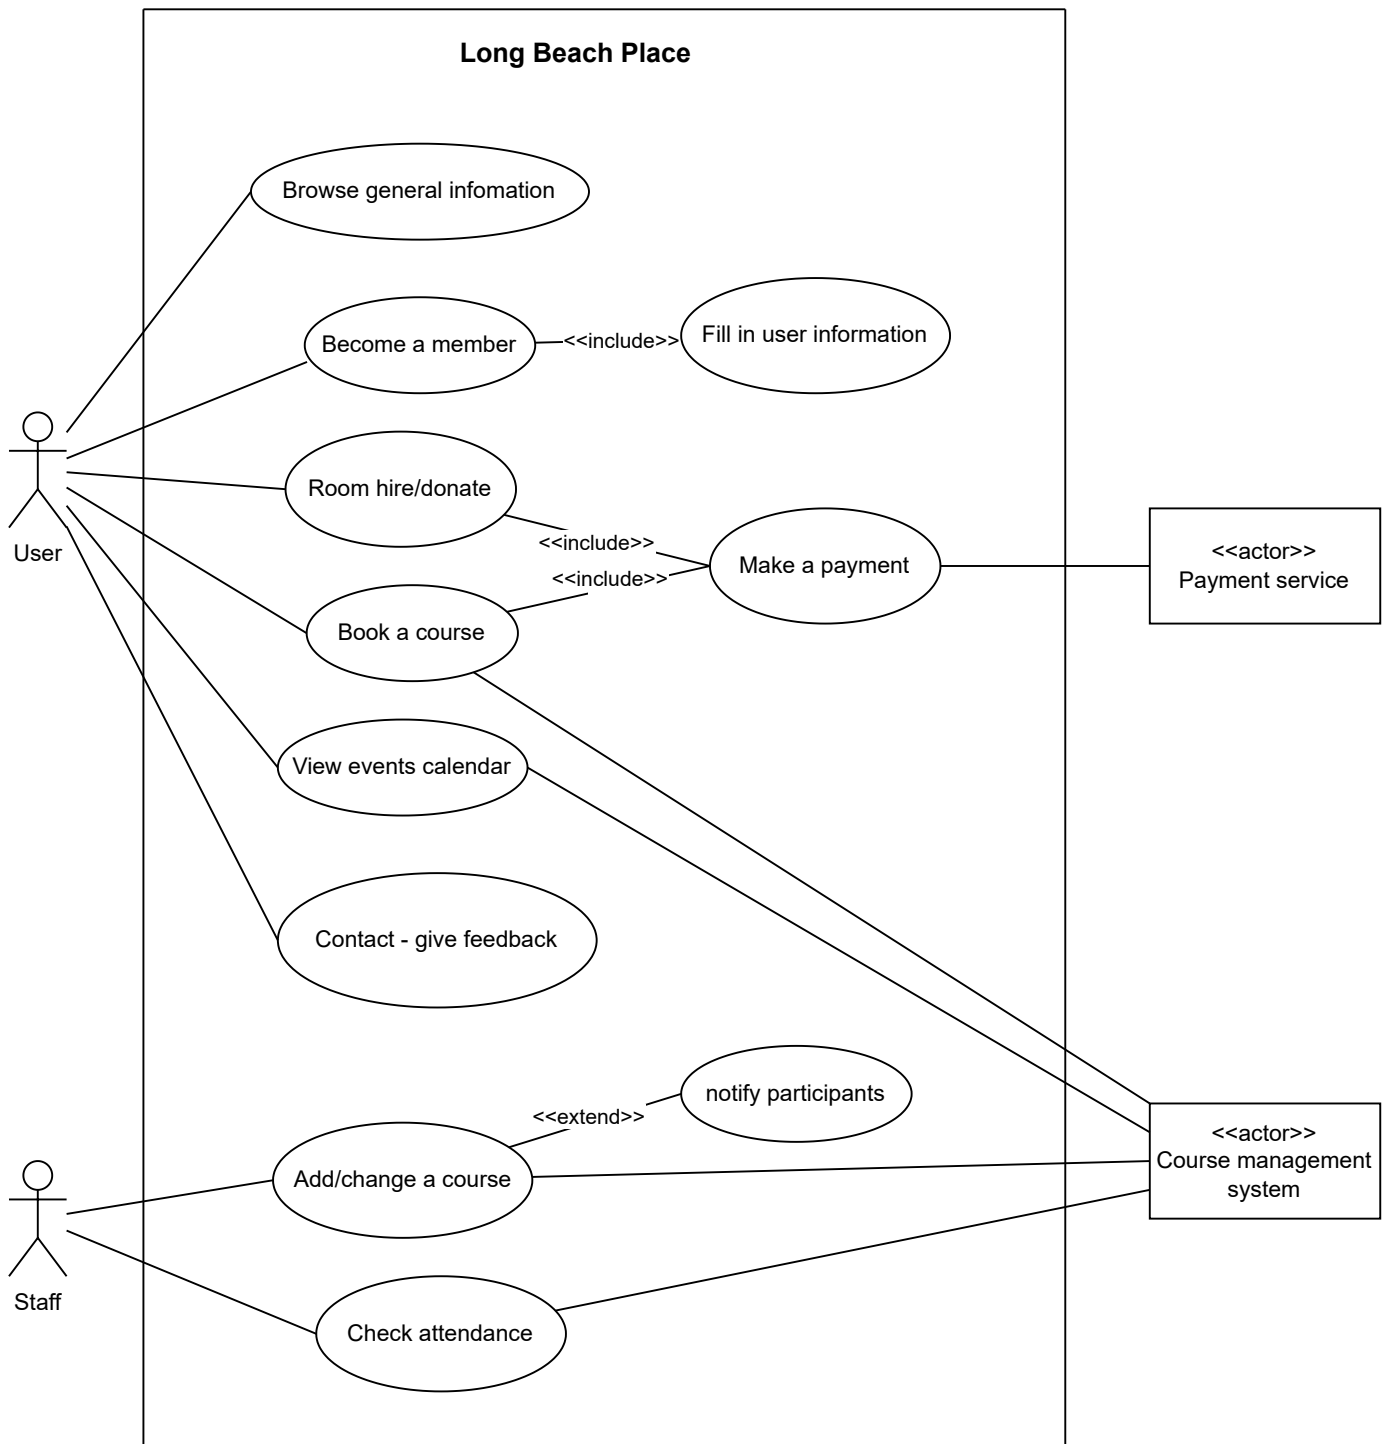 Long Beach Place
Browse general infomation
Become a member
<<include>>
Fill in user information
User
Room hire/donate
<<include>>
<<include>>
Make a payment
<<actor>>
Payment service
Book a course
View events calendar
Contact - give feedback
notify participants
<<extend>>
Add/change a course
<<actor>>
Course management
system
Staff
Check attendance